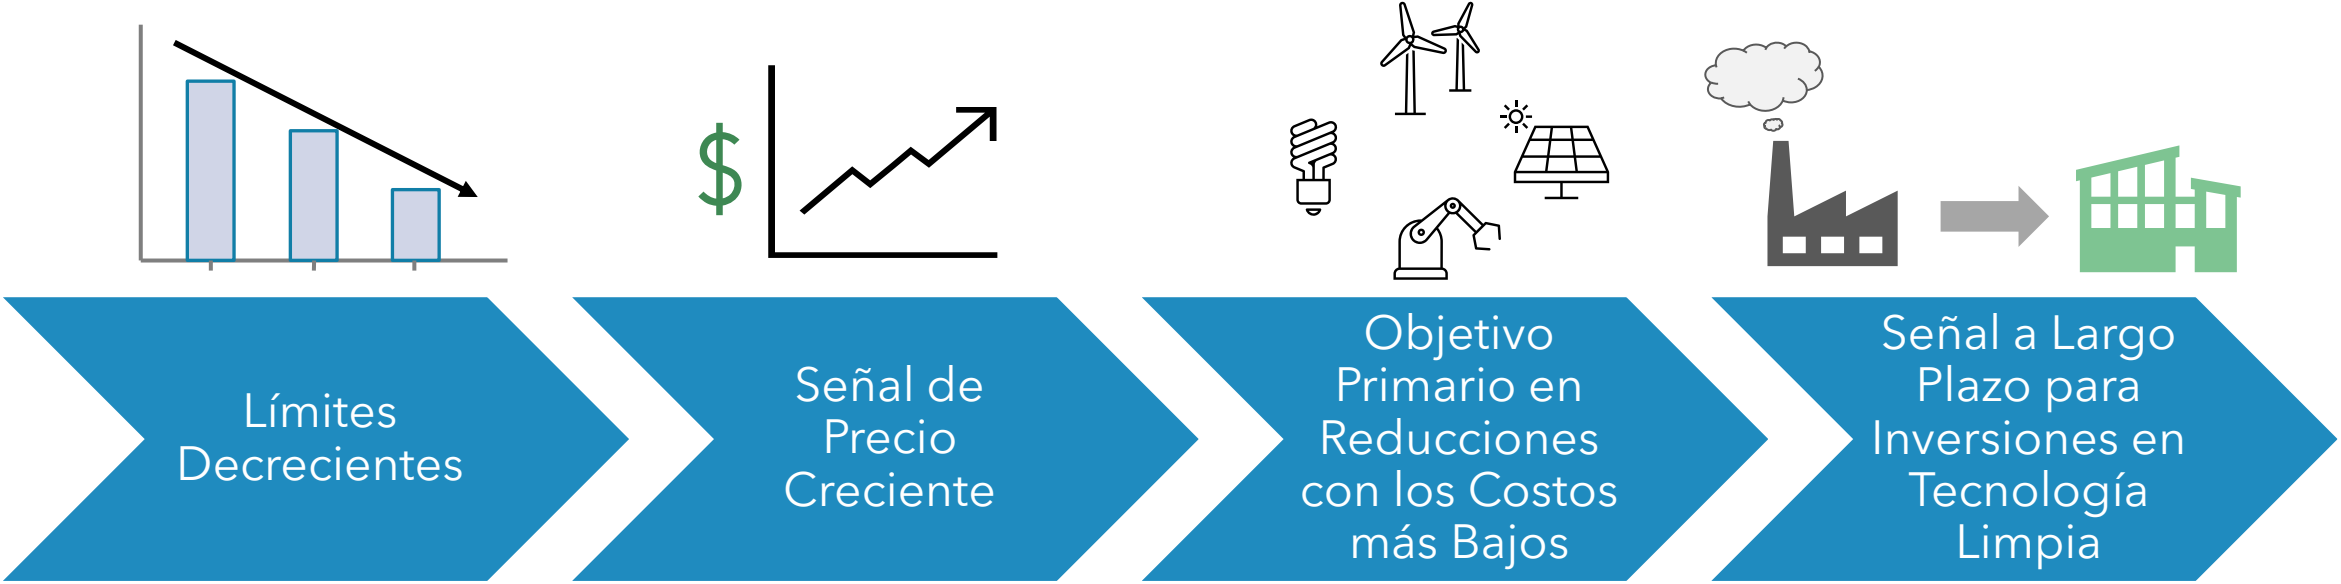 $
Límites
Decrecientes
Señal de
Precio
Creciente
Objetivo
Primario en
Reducciones
con los Costos
más Bajos
Señal a Largo
Plazo para
Inversiones en
Tecnología
Limpia